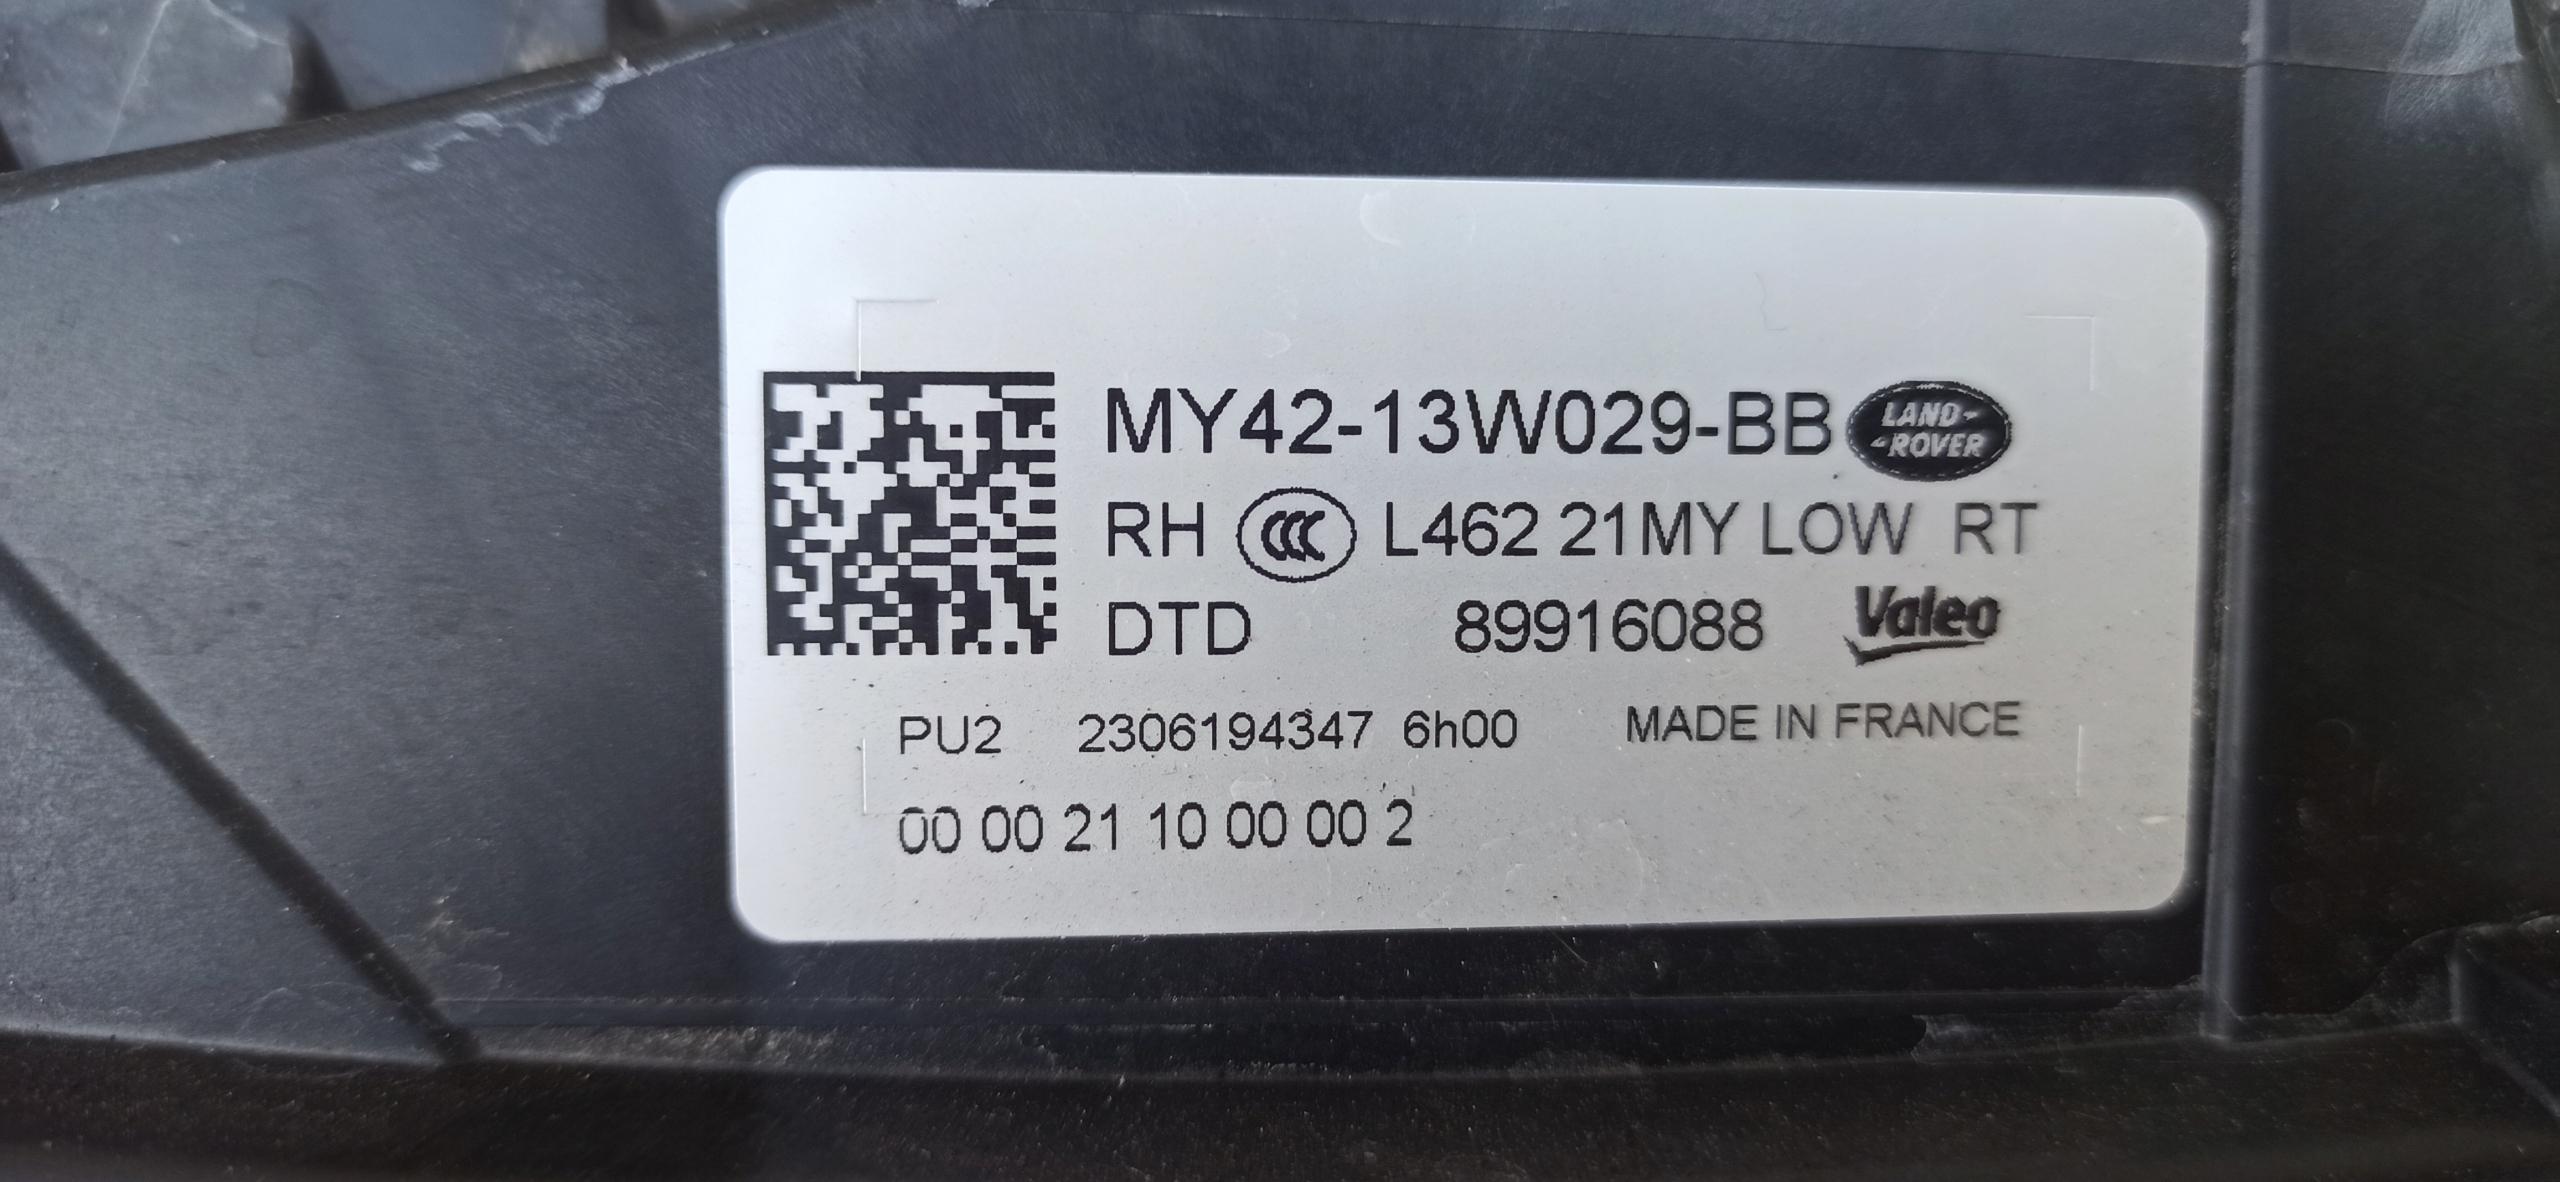 MY42-13W029-BB LAND-
-ROVER
RH CCC L462 21MY LOW RT
DTD 89916088 Valeo
PU2 2306194347 6h00 MADE IN FRANCE
00 00 21 10 00 00 2